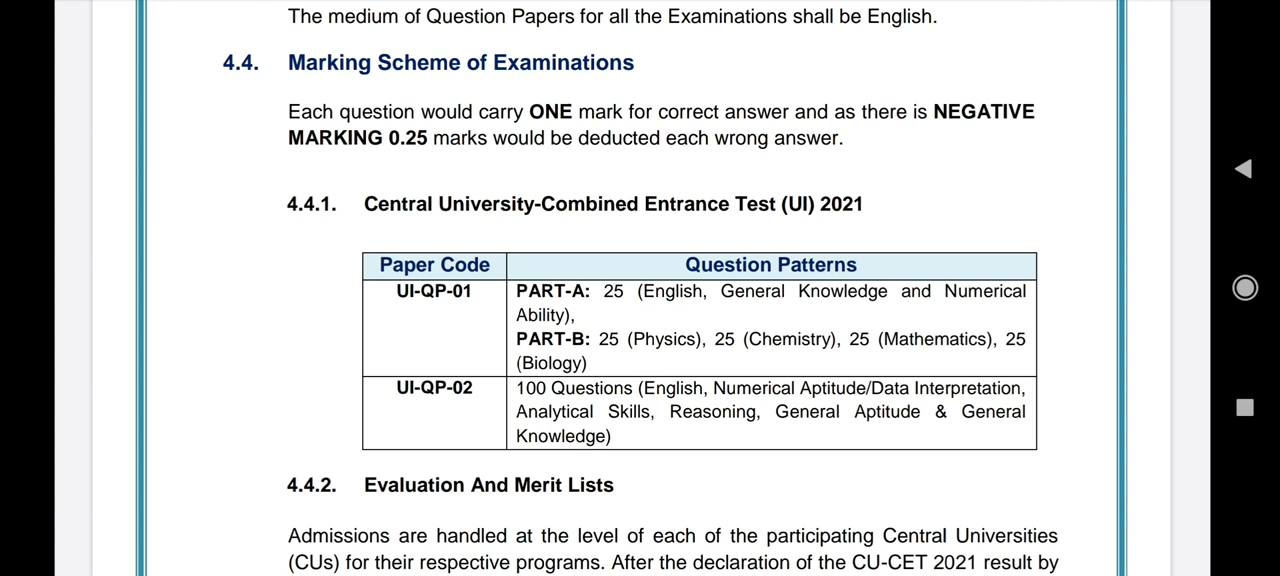 The medium of Question Papers for all the Examinations shall be English.
4.4. Marking Scheme of Examinations
Each question would carry ONE mark for correct answer and as there is NEGATIVE
MARKING 0.25 marks would be deducted each wrong answer.
4.4.1. Central University-Combined Entrance Test (UI) 2021
Paper Code Question Patterns
UI-QP-01 PART-A: 25 (English, General Knowledge and Numerical
Ability),
PART-B: 25 (Physics), 25 (Chemistry), 25 (Mathematics), 25
(Biology)
UI-QP-02 100 Questions (English, Numerical Aptitude/Data Interpretation,
Analytical Skills, Reasoning, General Aptitude & General
Knowledge)
4.4.2. Evaluation And Merit Lists
Admissions are handled at the level of each of the participating Central Universities
(CUs) for their respective programs. After the declaration of the CU-CET 2021 result by